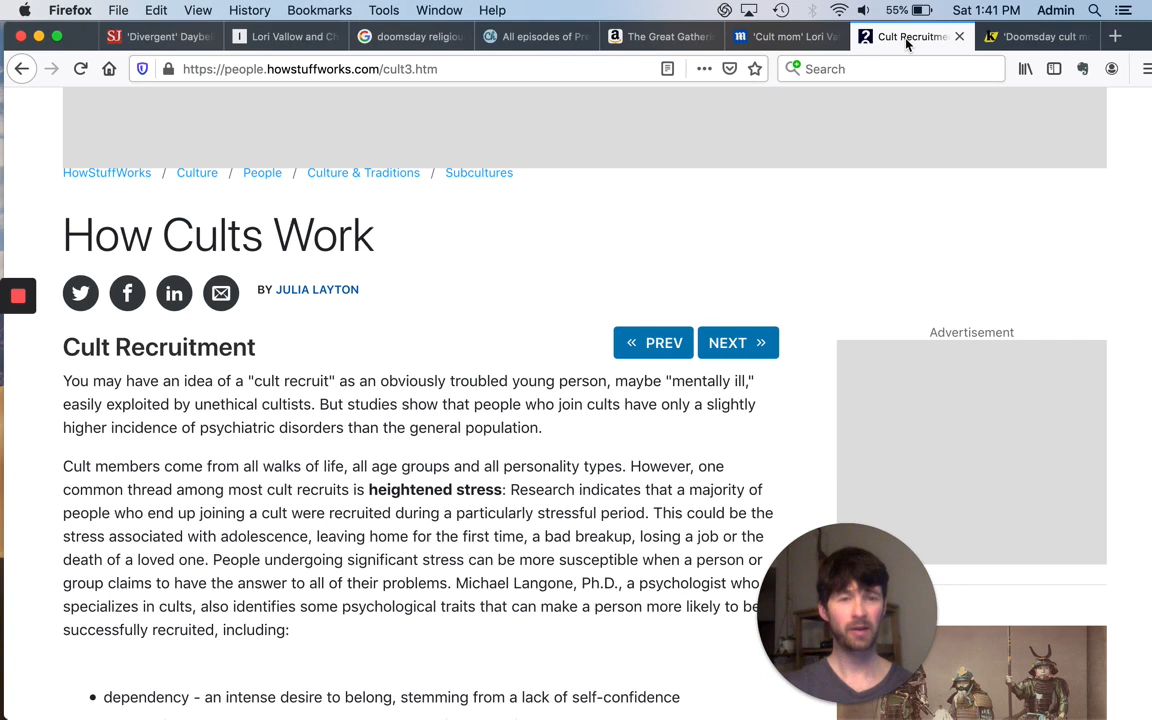 Firefox File Edit View History Bookmarks Tools Window Help 55% Sat 1:41 PM Admin
'Divergent' Daybel Lori Vallow and Ch doomsday religiou All episodes of Pre The Great Gatheri 'Cult mom' Lori Va Cult Recruitme 'Doomsday cult m
https://people.howstuffworks.com/cult3.htm Search
HowStuffWorks / Culture / People / Culture & Traditions / Subcultures
How Cults Work
BY JULIA LAYTON
Cult Recruitment
« PREV NEXT »
Advertisement
You may have an idea of a "cult recruit" as an obviously troubled young person, maybe "mentally ill,"
easily exploited by unethical cultists. But studies show that people who join cults have only a slightly
higher incidence of psychiatric disorders than the general population.
Cult members come from all walks of life, all age groups and all personality types. However, one
common thread among most cult recruits is heightened stress: Research indicates that a majority of
people who end up joining a cult were recruited during a particularly stressful period. This could be the
stress associated with adolescence, leaving home for the first time, a bad breakup, losing a job or the
death of a loved one. People undergoing significant stress can be more susceptible when a person or
group claims to have the answer to all of their problems. Michael Langone, Ph.D., a psychologist who
specializes in cults, also identifies some psychological traits that can make a person more likely to be
successfully recruited, including:
• dependency - an intense desire to belong, stemming from a lack of self-confidence